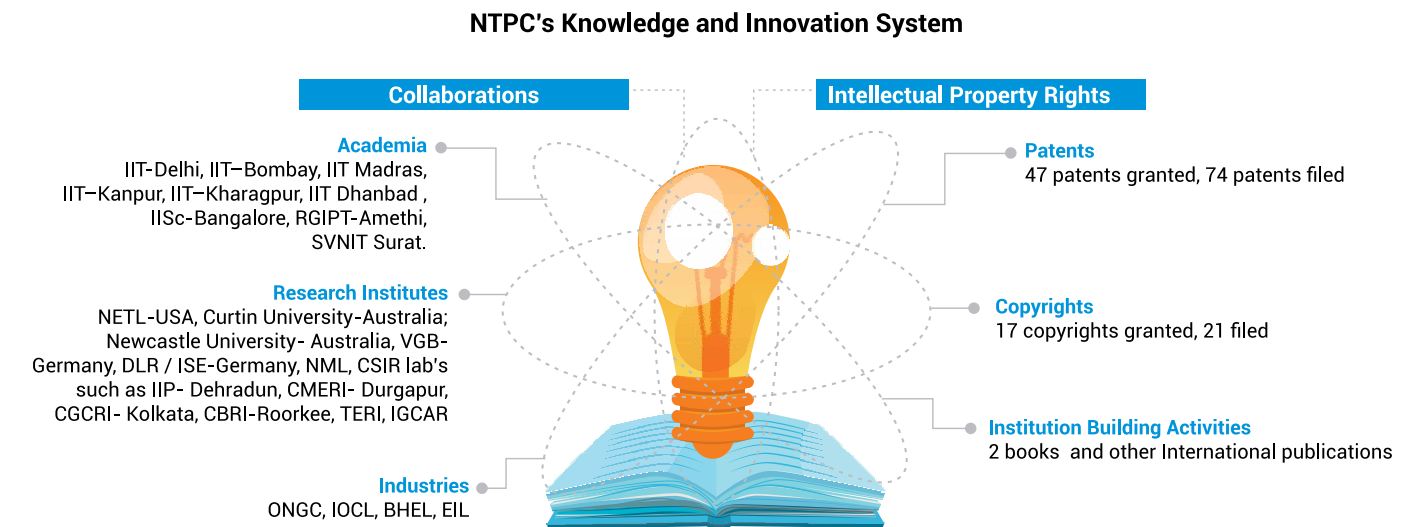 NTPC's Knowledge and Innovation System
Collaborations
Academia
IIT-Delhi, IIT–Bombay, IIT Madras,
IIT–Kanpur, IIT–Kharagpur, IIT Dhanbad ,
IISc-Bangalore, RGIPT-Amethi,
SVNIT Surat.
Research Institutes
NETL-USA, Curtin University-Australia;
Newcastle University- Australia, VGB-
Germany, DLR / ISE-Germany, NML, CSIR lab's
such as IIP- Dehradun, CMERI- Durgapur,
CGCRI- Kolkata, CBRI-Roorkee, TERI, IGCAR
Industries
ONGC, IOCL, BHEL, EIL
Intellectual Property Rights
Patents
47 patents granted, 74 patents filed
Copyrights
17 copyrights granted, 21 filed
Institution Building Activities
2 books and other International publications